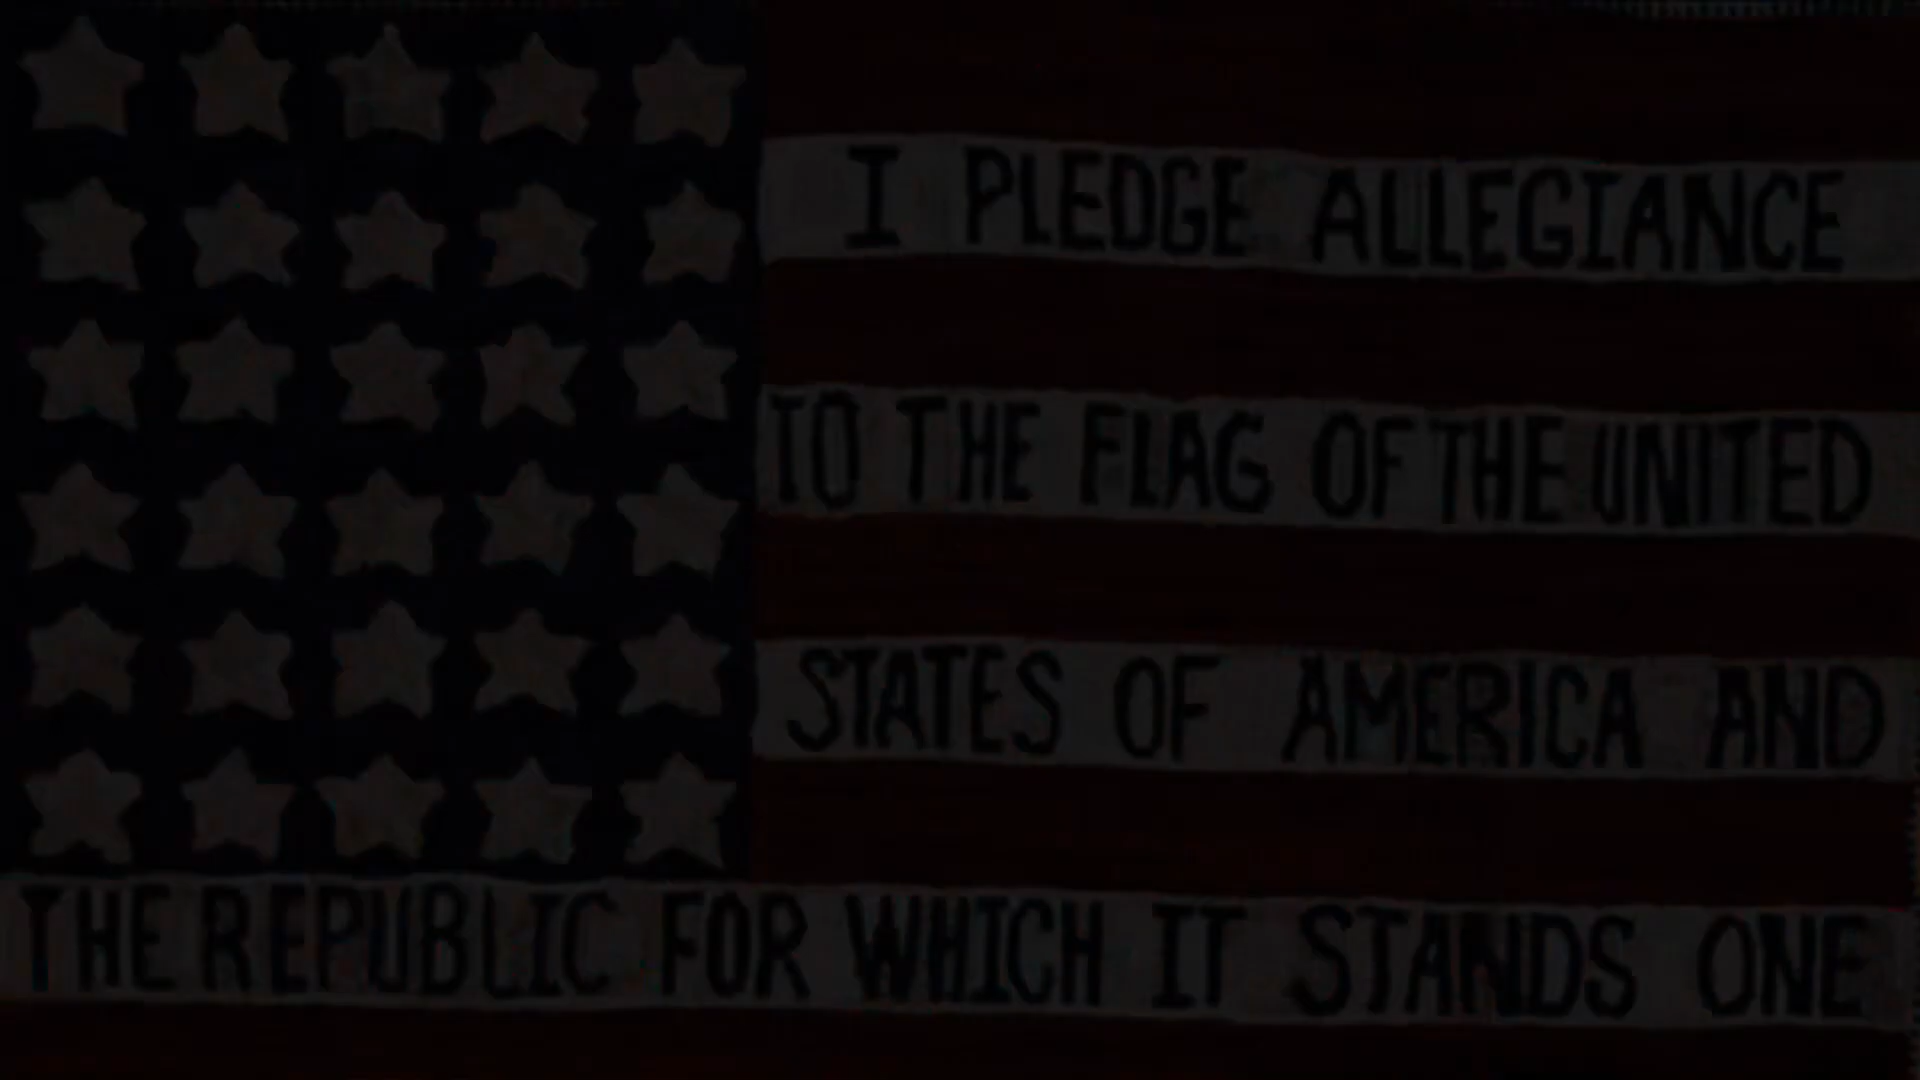 I PLEDGE ALLEGIANCE
TO THE FLAG OF THE UNITED
STATES OF AMERICA AND
THE REPUBLIC FOR WHICH IT STANDS ONE